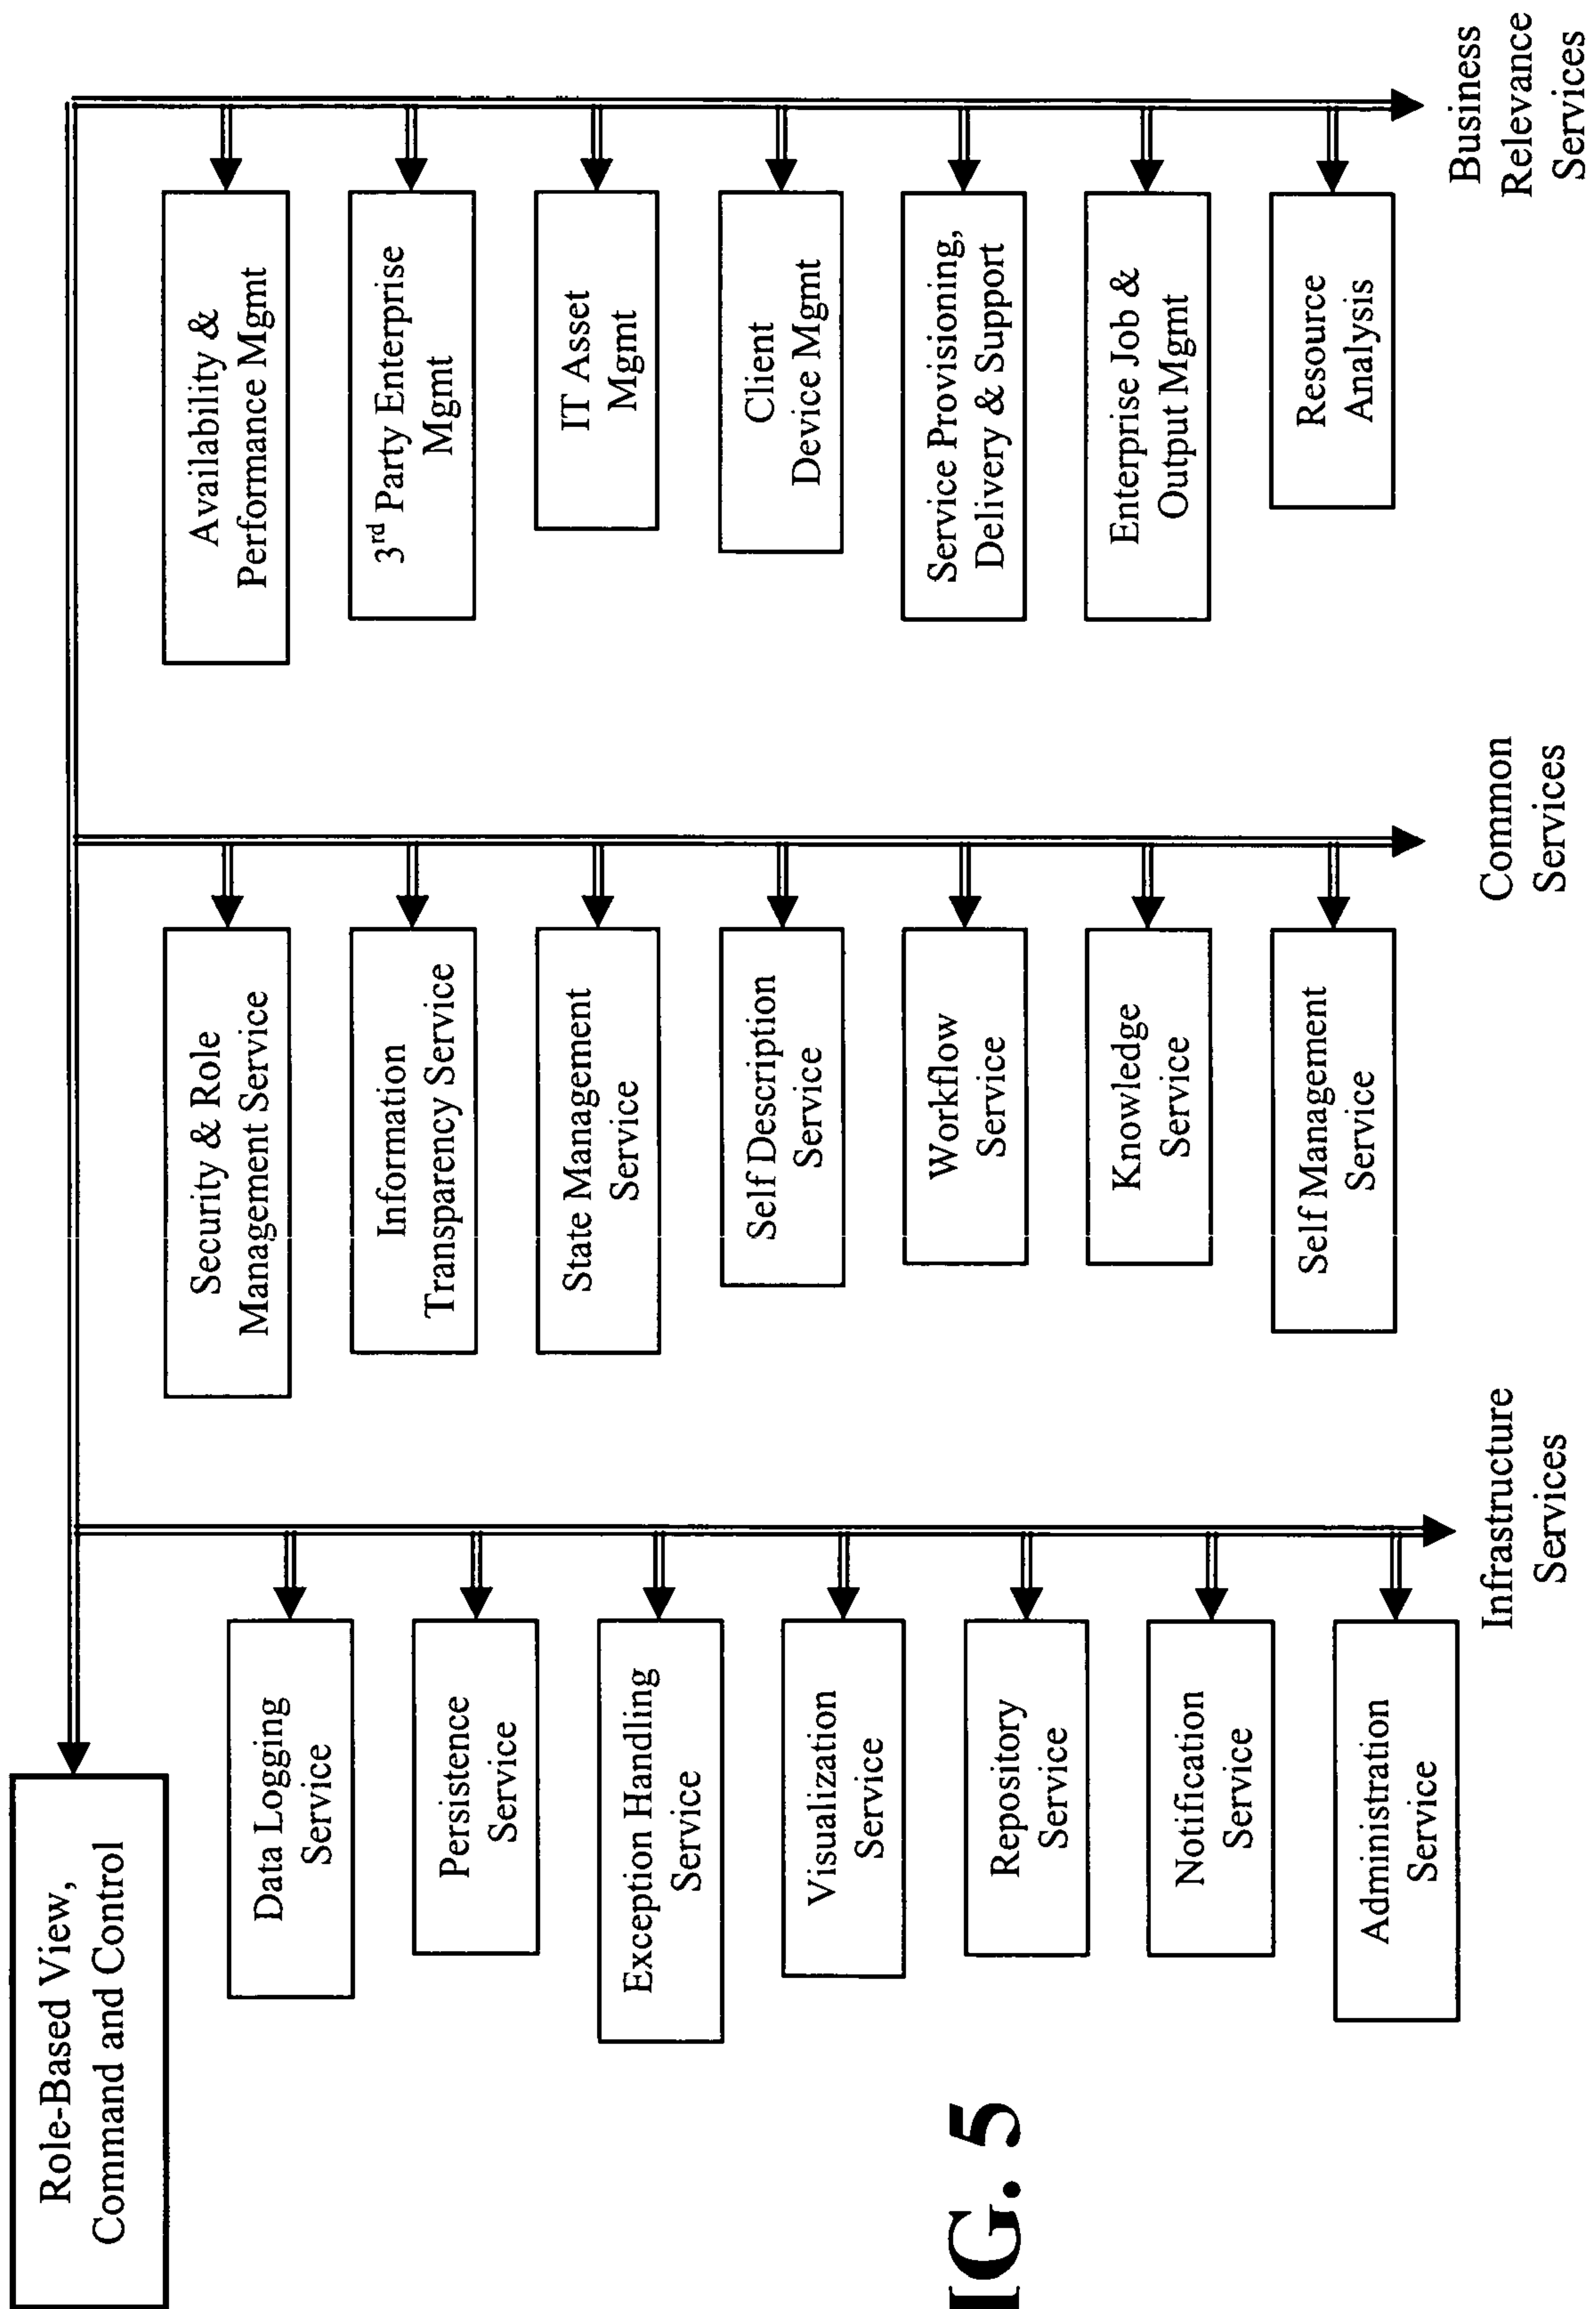 Role-Based View,
Command and Control
Data Logging
Service
Persistence
Service
Exception Handling
Service
Visualization
Service
Repository
Service
Notification
Service
Administration
Service
Infrastructure
Services
Security & Role
Management Service
Information
Transparency Service
State Management
Service
Self Description
Service
Workflow
Service
Knowledge
Service
Self Management
Service
Common
Services
Availability &
Performance Mgmt
3rd Party Enterprise
Mgmt
IT Asset
Mgmt
Client
Device Mgmt
Service Provisioning,
Delivery & Support
Enterprise Job &
Output Mgmt
Resource
Analysis
Business
Relevance
Services
IG. 5